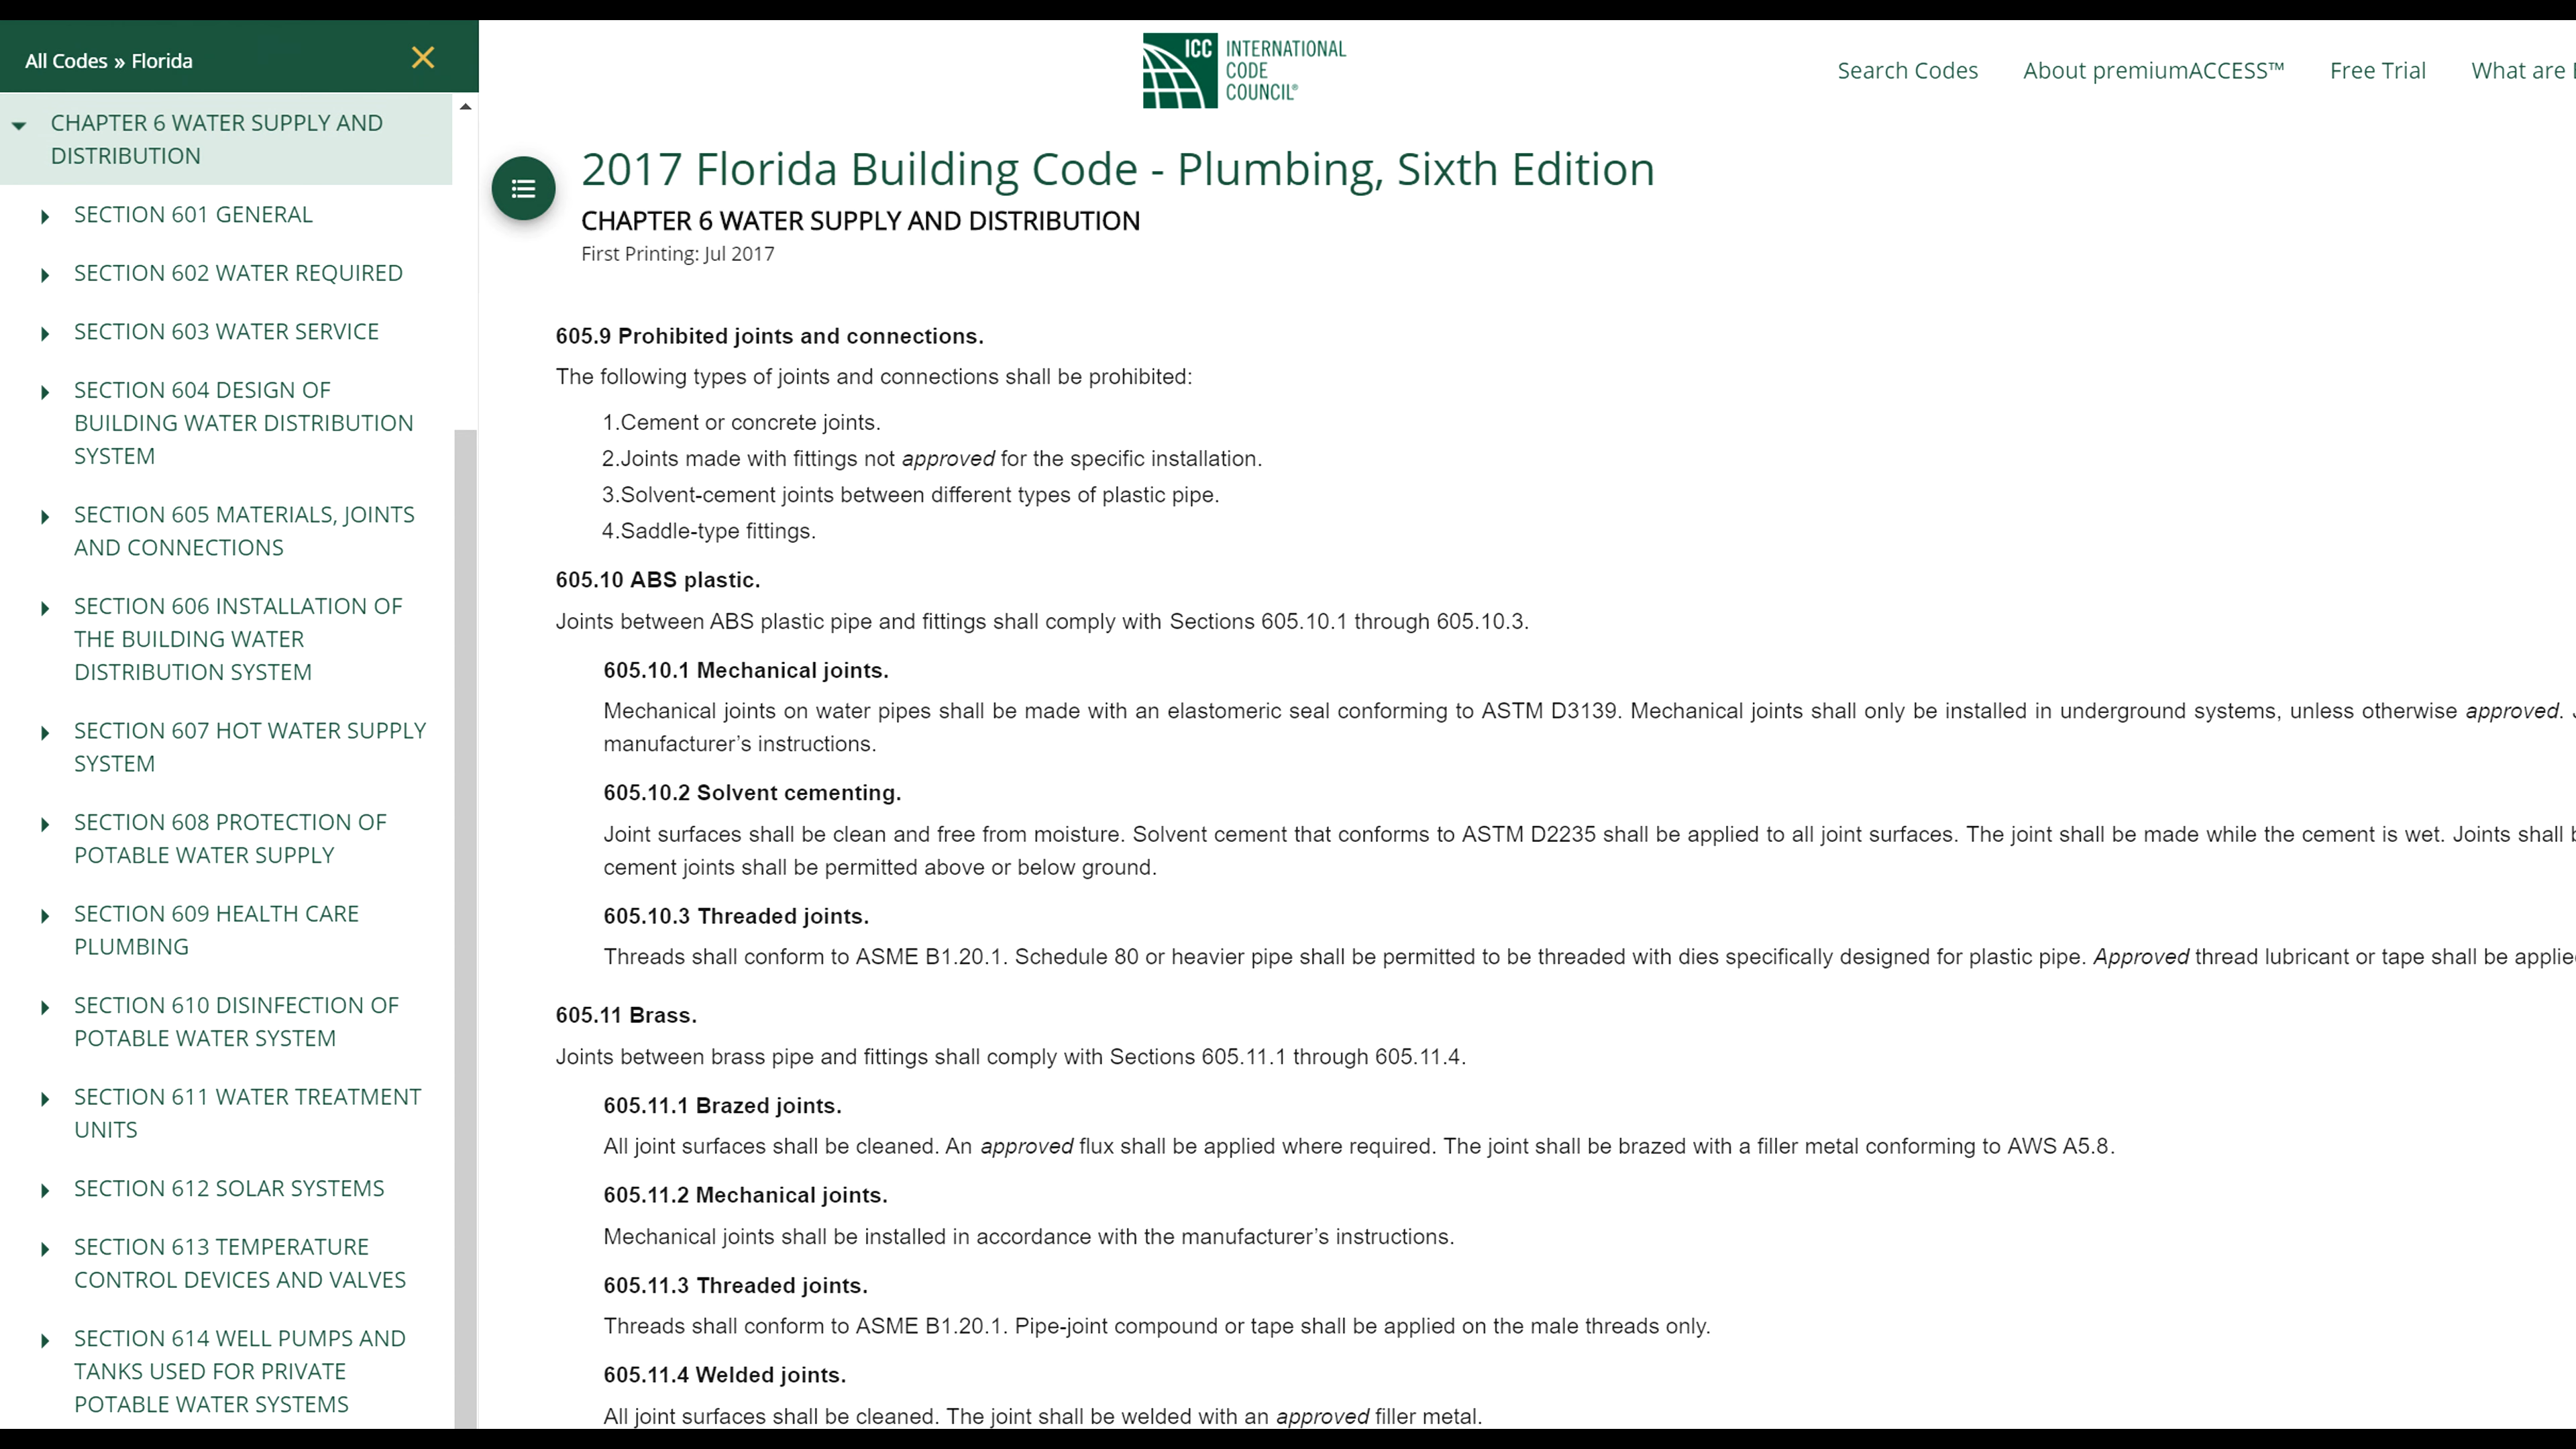 All Codes » Florida
CHAPTER 6 WATER SUPPLY AND
DISTRIBUTION
SECTION 601 GENERAL
SECTION 602 WATER REQUIRED
SECTION 603 WATER SERVICE
SECTION 604 DESIGN OF
BUILDING WATER DISTRIBUTION
SYSTEM
SECTION 605 MATERIALS, JOINTS
AND CONNECTIONS
SECTION 606 INSTALLATION OF
THE BUILDING WATER
DISTRIBUTION SYSTEM
SECTION 607 HOT WATER SUPPLY
SYSTEM
SECTION 608 PROTECTION OF
POTABLE WATER SUPPLY
SECTION 609 HEALTH CARE
PLUMBING
SECTION 610 DISINFECTION OF
POTABLE WATER SYSTEM
SECTION 611 WATER TREATMENT
UNITS
SECTION 612 SOLAR SYSTEMS
SECTION 613 TEMPERATURE
CONTROL DEVICES AND VALVES
SECTION 614 WELL PUMPS AND
TANKS USED FOR PRIVATE
POTABLE WATER SYSTEMS
ICC INTERNATIONAL
CODE
COUNCIL®
Search Codes About premiumACCESS™ Free Trial What are
2017 Florida Building Code - Plumbing, Sixth Edition
CHAPTER 6 WATER SUPPLY AND DISTRIBUTION
First Printing: Jul 2017
605.9 Prohibited joints and connections.
The following types of joints and connections shall be prohibited:
1.Cement or concrete joints.
2.Joints made with fittings not approved for the specific installation.
3.Solvent-cement joints between different types of plastic pipe.
4.Saddle-type fittings.
605.10 ABS plastic.
Joints between ABS plastic pipe and fittings shall comply with Sections 605.10.1 through 605.10.3.
605.10.1 Mechanical joints.
Mechanical joints on water pipes shall be made with an elastomeric seal conforming to ASTM D3139. Mechanical joints shall only be installed in underground systems, unless otherwise approved.
manufacturer’s instructions.
605.10.2 Solvent cementing.
Joint surfaces shall be clean and free from moisture. Solvent cement that conforms to ASTM D2235 shall be applied to all joint surfaces. The joint shall be made while the cement is wet. Joints shall
cement joints shall be permitted above or below ground.
605.10.3 Threaded joints.
Threads shall conform to ASME B1.20.1. Schedule 80 or heavier pipe shall be permitted to be threaded with dies specifically designed for plastic pipe. Approved thread lubricant or tape shall be
605.11 Brass.
Joints between brass pipe and fittings shall comply with Sections 605.11.1 through 605.11.4.
605.11.1 Brazed joints.
All joint surfaces shall be cleaned. An approved flux shall be applied where required. The joint shall be brazed with a filler metal conforming to AWS A5.8.
605.11.2 Mechanical joints.
Mechanical joints shall be installed in accordance with the manufacturer’s instructions.
605.11.3 Threaded joints.
Threads shall conform to ASME B1.20.1. Pipe-joint compound or tape shall be applied on the male threads only.
605.11.4 Welded joints.
All joint surfaces shall be cleaned. The joint shall be welded with an approved filler metal.